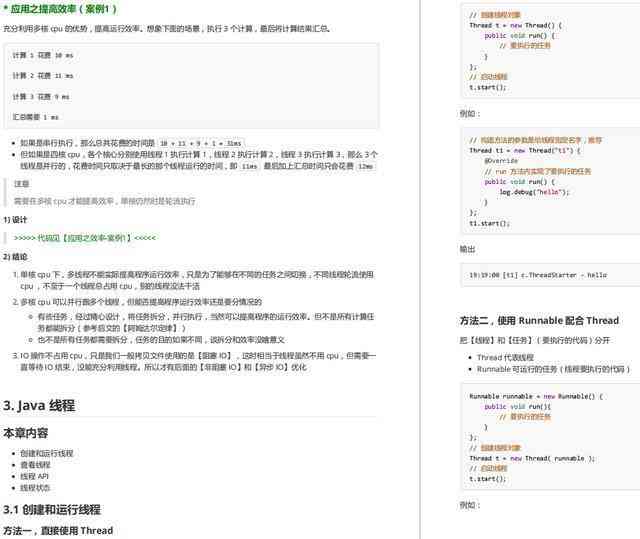 * 应用之提高效率（案例1）
充分利用多核 cpu 的优势，提高运行效率。想象下面的场景，执行 3 个计算，最后将计算结果汇总。
计算 1 花费 10 ms
计算 2 花费 11 ms
计算 3 花费 9 ms
汇总需要 1 ms
• 如果是串行执行，那么总共花费的时间是 10 + 11 + 9 + 1 = 31ms
• 但如果是四核 cpu，各个核心分别使用线程 1 执行计算 1，线程 2 执行计算 2，线程 3 执行计算 3，那么 3 个
线程是并行的，花费时间只取决于最长的那个线程运行的时间，即 11ms 最后加上汇总时间只会花费 12ms
注意
需要在多核 cpu 才能提高效率，单核仍然时是轮流执行
1) 设计
>>>>> 代码见【应用之效率-案例1】<<<<<
2) 结论
1. 单核 cpu 下，多线程不能实际提高程序运行效率，只是为了能够在不同的任务之间切换，不同线程轮流使用
cpu ，不至于一个线程总占用 cpu，别的线程没法干活
2. 多核 cpu 可以并行跑多个线程，但能否提高程序运行效率还是要分情况的
○ 有些任务，经过精心设计，将任务拆分，并行执行，当然可以提高程序的运行效率。但不是所有计算任
务都能拆分（参考后文的【阿姆达尔定律】）
○ 也不是所有任务都需要拆分，任务的目的如果不同，谈拆分和效率没啥意义
3. IO 操作不占用 cpu，只是我们一般拷贝文件使用的是【阻塞 IO】，这时相当于线程虽然不用 cpu，但需要一
直等待 IO 结束，没能充分利用线程。所以才有后面的【非阻塞 IO】和【异步 IO】优化
3. Java 线程
本章内容
• 创建和运行线程
• 查看线程
• 线程 API
• 线程状态
3.1 创建和运行线程
方法一，直接使用 Thread
// 创建线程对象
Thread t = new Thread() {
public void run() {
// 要执行的任务
}
};
// 启动线程
t.start();
例如：
// 构造方法的参数是给线程指定名字，推荐
Thread t1 = new Thread("t1") {
@Override
// run 方法内实现了要执行的任务
public void run() {
log.debug("hello");
}
};
t1.start();
输出
19:19:00 [t1] c.ThreadStarter - hello
方法二，使用 Runnable 配合 Thread
把【线程】和【任务】（要执行的代码）分开
• Thread 代表线程
• Runnable 可运行的任务（线程要执行的代码）
Runnable runnable = new Runnable() {
public void run(){
// 要执行的任务
}
};
// 创建线程对象
Thread t = new Thread( runnable );
// 启动线程
t.start();
例如：